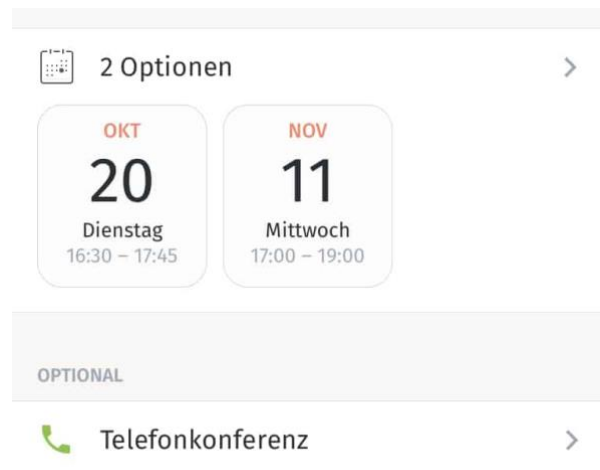 2 Optionen
OKT
20
Dienstag
16:30 – 17:45
NOV
11
Mittwoch
17:00 – 19:00
OPTIONAL
Telefonkonferenz